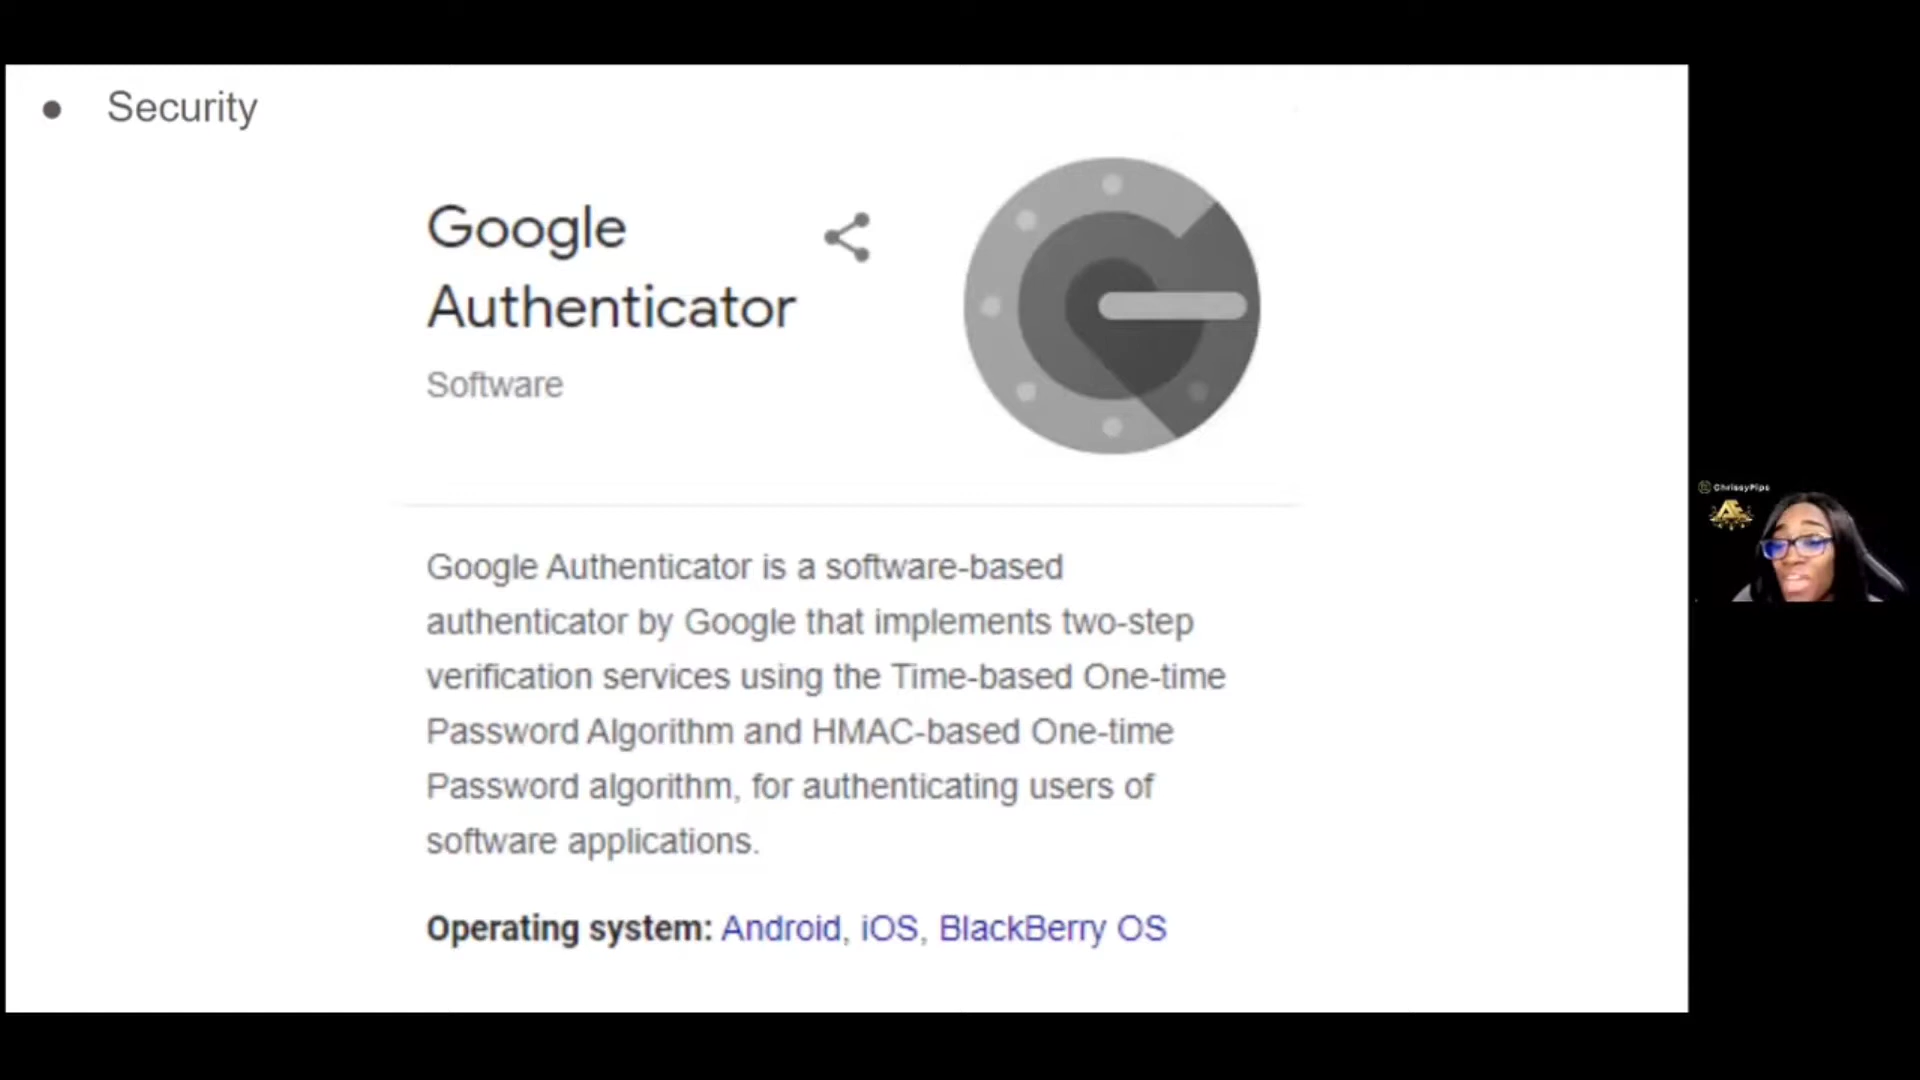 ● Security
Google
Authenticator
Software
Google Authenticator is a software-based
authenticator by Google that implements two-step
verification services using the Time-based One-time
Password Algorithm and HMAC-based One-time
Password algorithm, for authenticating users of
software applications.
Operating system: Android, iOS, BlackBerry OS
ChrissyPips